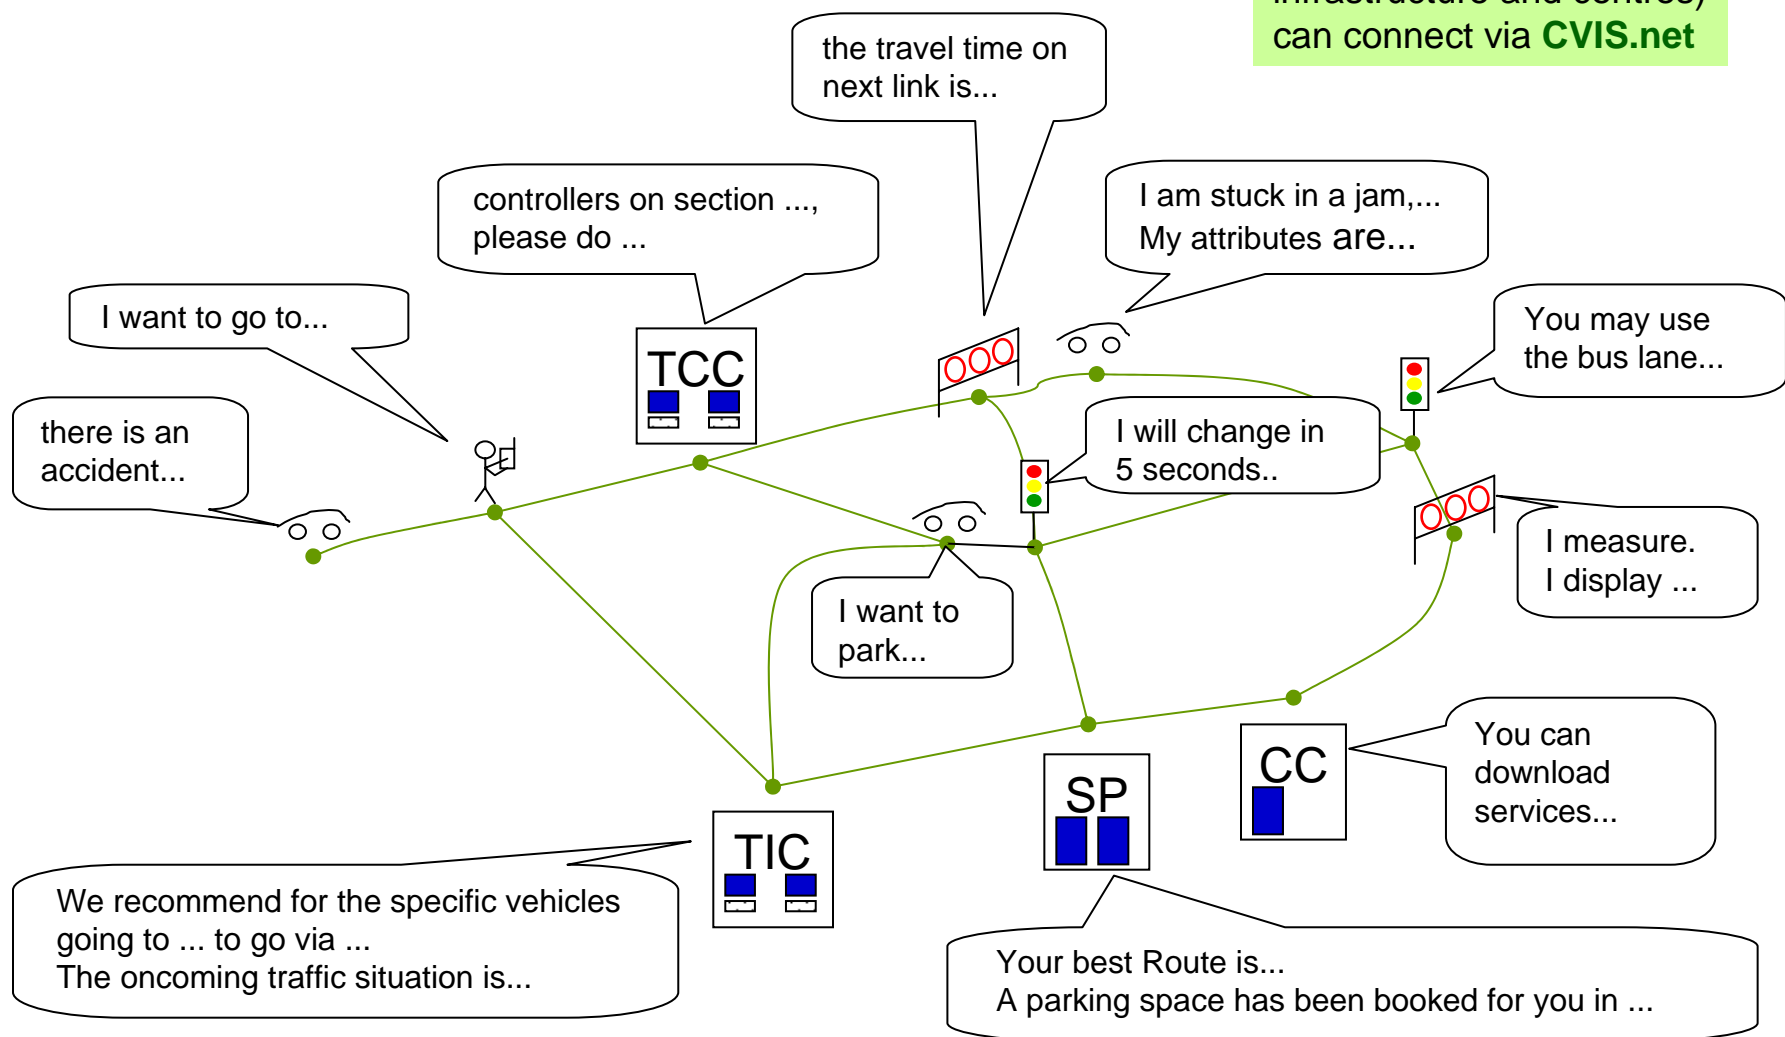 infrastructure and centres)
can connect via CVIS.net
the travel time on
next link is...
controllers on section ...,
please do ...
I am stuck in a jam,...
My attributes are...
I want to go to...
You may use
the bus lane...
TCC
there is an
accident...
I will change in
5 seconds..
I measure.
I display ...
I want to
park...
You can
download
services...
CC
SP
TIC
We recommend for the specific vehicles
going to ... to go via ...
The oncoming traffic situation is...
Your best Route is...
A parking space has been booked for you in ...